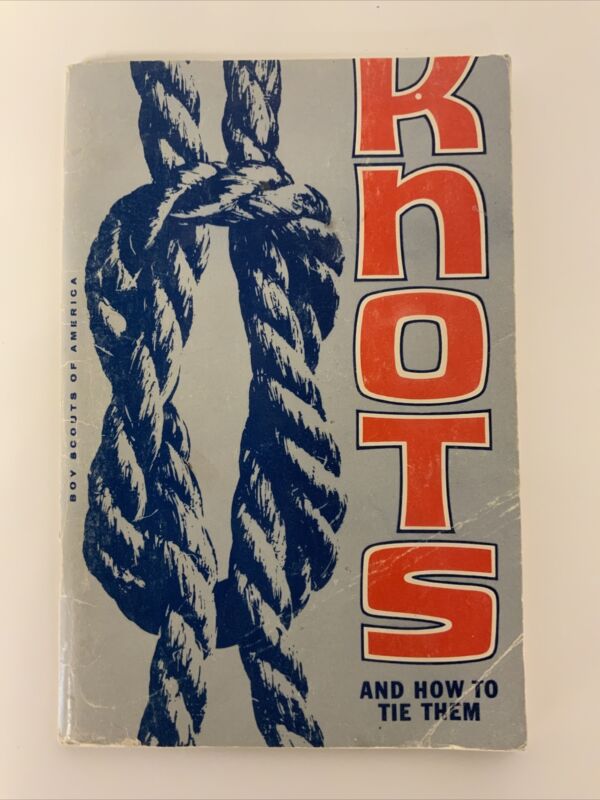 KnOTS
AND HOW TO
TIE THEM
BOY SCOUTS OF AMERICA